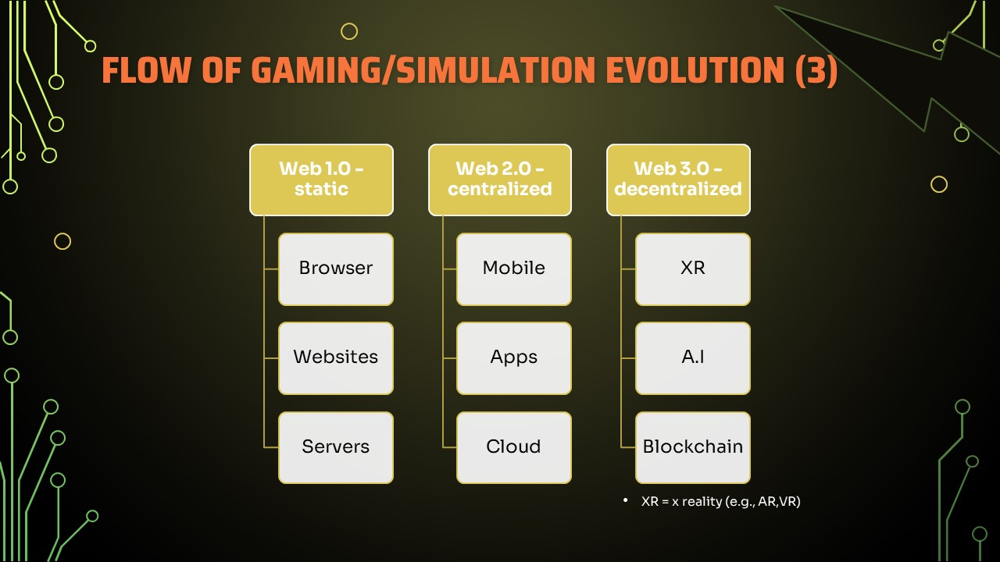 FLOW OF GAMING/SIMULATION EVOLUTION (3)
Web 1.0 –
static
Browser
Websites
Servers
Web 2.0 –
centralized
Mobile
Apps
Cloud
Web 3.0 –
decentralized
XR
A.I
Blockchain
• XR = x reality (e.g., AR,VR)